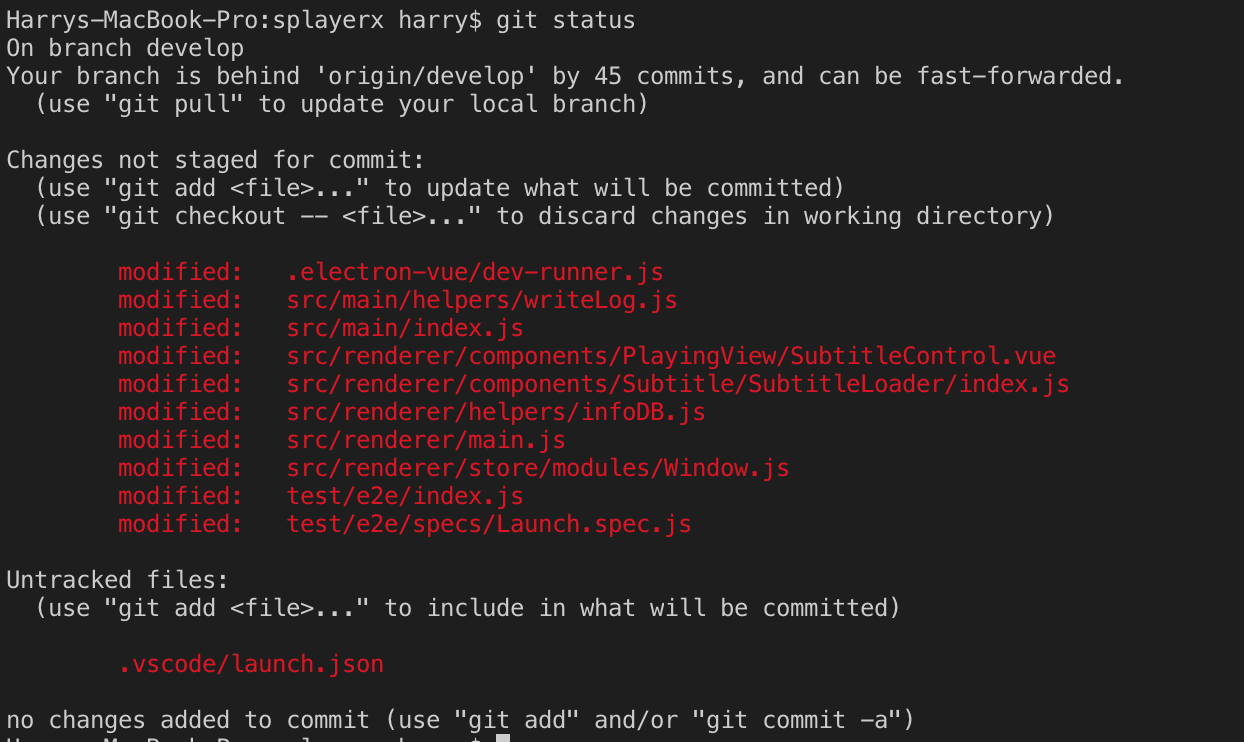 Harrys-MacBook-Pro:splayerx harry$ git status
On branch develop
Your branch is behind 'origin/develop' by 45 commits, and can be fast-forwarded.
  (use "git pull" to update your local branch)

Changes not staged for commit:
  (use "git add <file>..." to update what will be committed)
  (use "git checkout -- <file>..." to discard changes in working directory)

        modified:   .electron-vue/dev-runner.js
        modified:   src/main/helpers/writeLog.js
        modified:   src/main/index.js
        modified:   src/renderer/components/PlayingView/SubtitleControl.vue
        modified:   src/renderer/components/Subtitle/SubtitleLoader/index.js
        modified:   src/renderer/helpers/infoDB.js
        modified:   src/renderer/main.js
        modified:   src/renderer/store/modules/Window.js
        modified:   test/e2e/index.js
        modified:   test/e2e/specs/Launch.spec.js

Untracked files:
  (use "git add <file>..." to include in what will be committed)

        .vscode/launch.json

no changes added to commit (use "git add" and/or "git commit -a")